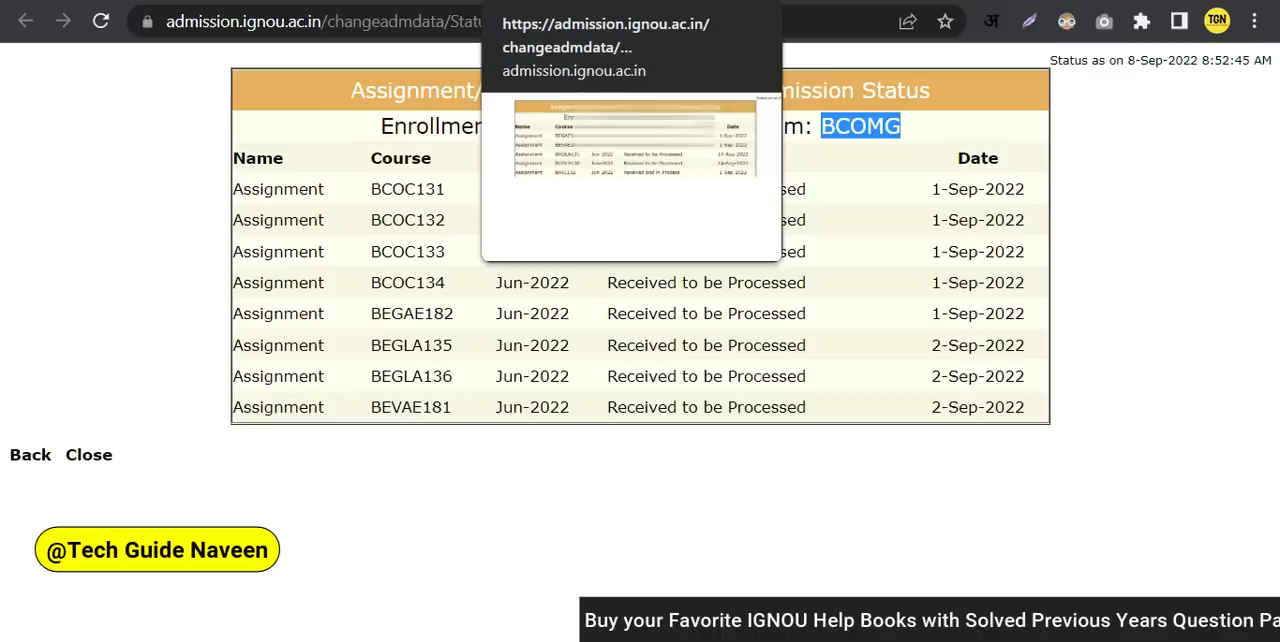 admission.ignou.ac.in/changeadmdata/Statu
https://admission.ignou.ac.in/
changeadmdata/...
admission.ignou.ac.in
अ
TGN
Status as on 8-Sep-2022 8:52:45 AM
Assignment/ mission Status
Enrollmen m: BCOMG
Name Course Date
Assignment BCOC131 sed 1-Sep-2022
Assignment BCOC132 sed 1-Sep-2022
Assignment BCOC133 sed 1-Sep-2022
Assignment BCOC134 Jun-2022 Received to be Processed 1-Sep-2022
Assignment BEGAE182 Jun-2022 Received to be Processed 1-Sep-2022
Assignment BEGLA135 Jun-2022 Received to be Processed 2-Sep-2022
Assignment BEGLA136 Jun-2022 Received to be Processed 2-Sep-2022
Assignment BEVAE181 Jun-2022 Received to be Processed 2-Sep-2022
Back Close
@Tech Guide Naveen
Buy your Favorite IGNOU Help Books with Solved Previous Years Question Pa